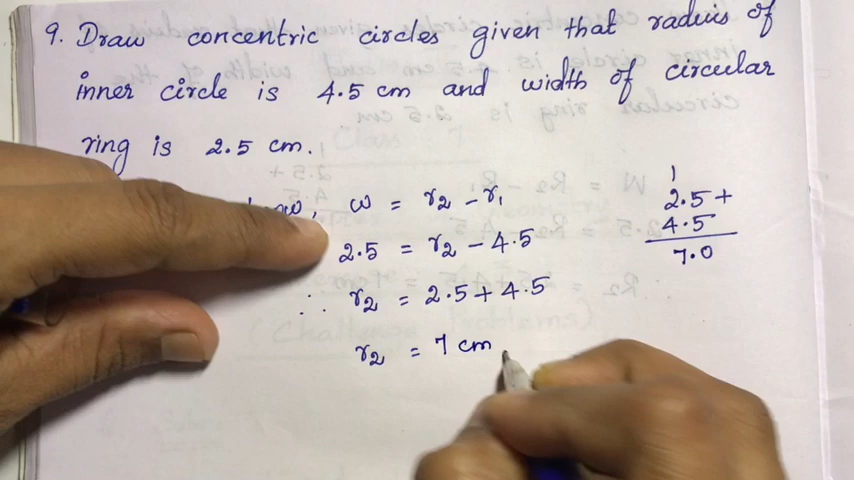 9. Draw concentric circles given that radius of
inner circle is 4.5 cm and width of circular
ring is 2.5 cm.
w = r₂ - r₁
2.5 = r₂ - 4.5
∴ r₂ = 2.5 + 4.5
r₂ = 7 cm
1
2.5 +
4.5
7.0